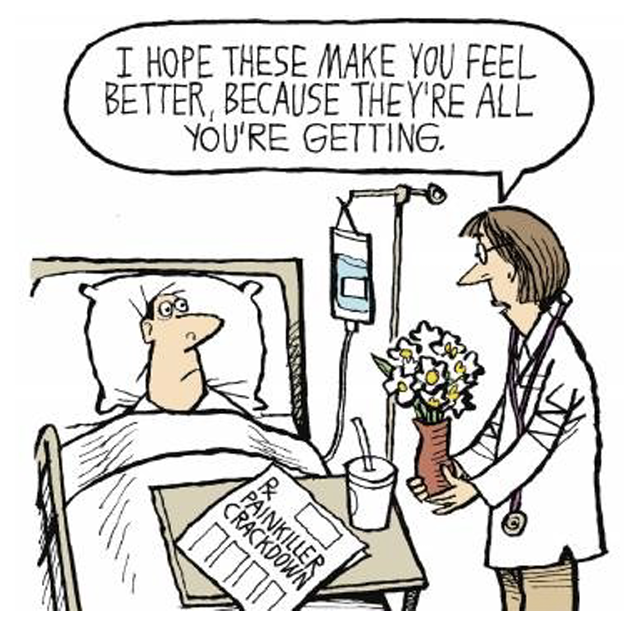 I HOPE THESE MAKE YOU FEEL
BETTER, BECAUSE THEY'RE ALL
YOU'RE GETTING.
℞
PAINKILLER
CRACKDOWN